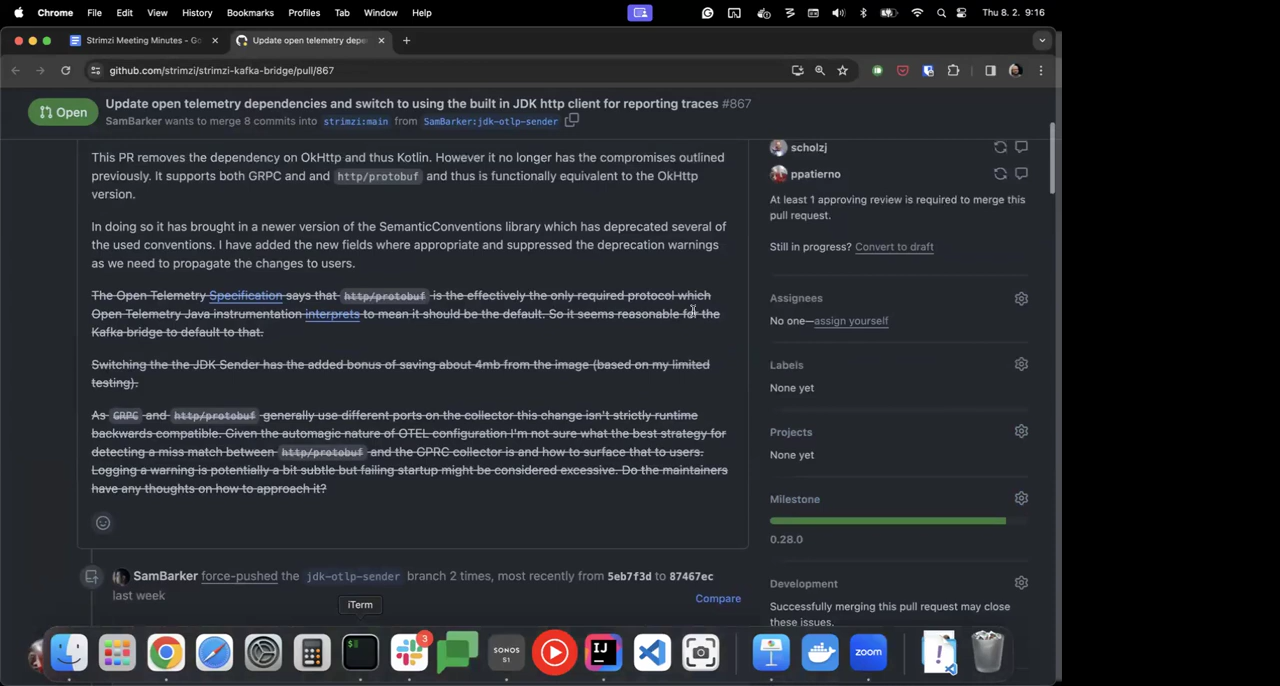 Chrome File Edit View History Bookmarks Profiles Tab Window Help Thu 8. 2. 9:16
Strimzi Meeting Minutes - Go
Update open telemetry depe
github.com/strimzi/strimzi-kafka-bridge/pull/867
Open
Update open telemetry dependencies and switch to using the built in JDK http client for reporting traces #867
SamBarker wants to merge 8 commits into strimzi:main from SamBarker:jdk-otlp-sender
This PR removes the dependency on OkHttp and thus Kotlin. However it no longer has the compromises outlined
previously. It supports both GRPC and and http/protobuf and thus is functionally equivalent to the OkHttp
version.
In doing so it has brought in a newer version of the SemanticConventions library which has deprecated several of
the used conventions. I have added the new fields where appropriate and suppressed the deprecation warnings
as we need to propagate the changes to users.
The Open Telemetry Specification says that http/protobuf is the effectively the only required protocol which
Open Telemetry Java instrumentation interprets to mean it should be the default. So it seems reasonable for the
Kafka bridge to default to that.
Switching the the JDK Sender has the added bonus of saving about 4mb from the image (based on my limited
testing).
As GRPC and http/protobuf generally use different ports on the collector this change isn't strictly runtime
backwards compatible. Given the automagic nature of OTEL configuration I'm not sure what the best strategy for
detecting a miss match between http/protobuf and the GPRC collector is and how to surface that to users.
Logging a warning is potentially a bit subtle but failing startup might be considered excessive. Do the maintainers
have any thoughts on how to approach it?
SamBarker force-pushed the jdk-otlp-sender branch 2 times, most recently from 5eb7f3d to 87467ec
last week
Compare
scholzj
ppatierno
At least 1 approving review is required to merge this
pull request.
Still in progress? Convert to draft
Assignees
No one—assign yourself
Labels
None yet
Projects
None yet
Milestone
0.28.0
Development
Successfully merging this pull request may close
these issues.
iTerm
3
SONOS
S1
IJ
zoom